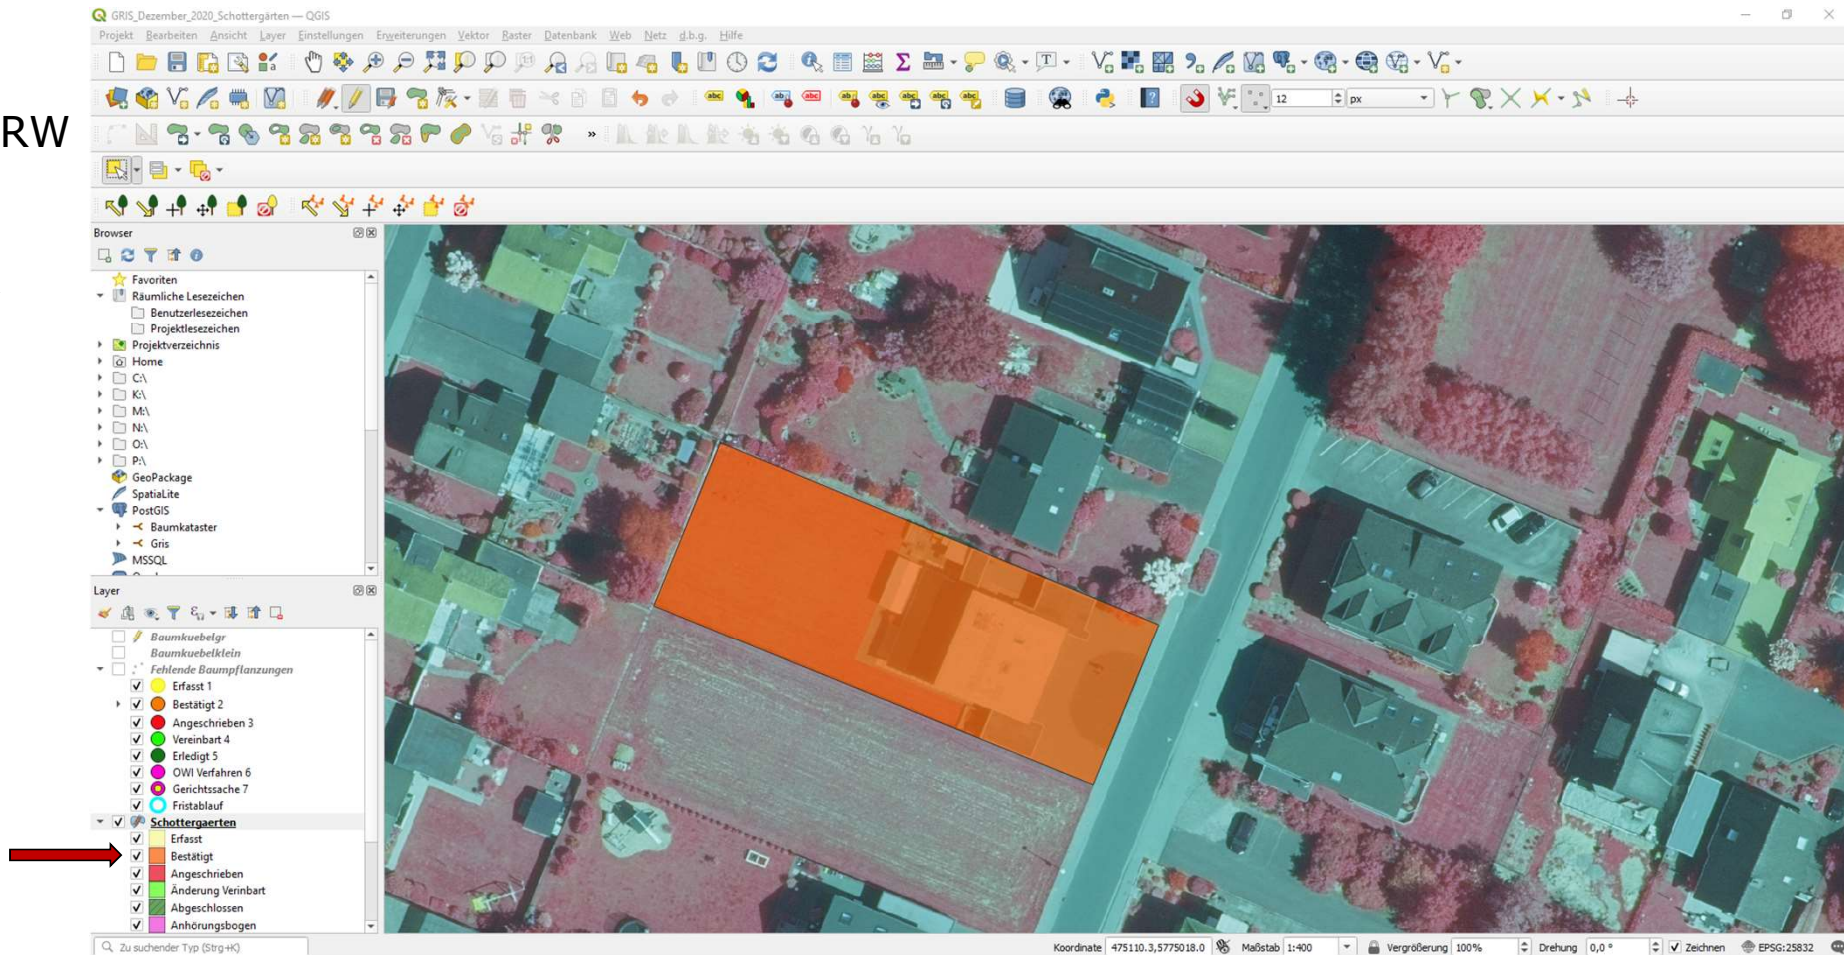 GRIS_Dezember_2020_Schottergärten — QGIS
Projekt Bearbeiten Ansicht Layer Einstellungen Erweiterungen Vektor Raster Datenbank Web Netz d.b.g. Hilfe
12 px
RW
Browser
Favoriten
Räumliche Lesezeichen
Benutzerlesezeichen
Projektlesezeichen
Projektverzeichnis
Home
C:\
K:\
M:\
N:\
O:\
P:\
GeoPackage
SpatiaLite
PostGIS
Baumkataster
Gris
MSSQL
Layer
Baumkuebelgr
Baumkuebelklein
Fehlende Baumpflanzungen
Erfasst 1
Bestätigt 2
Angeschrieben 3
Vereinbart 4
Erledigt 5
OWI Verfahren 6
Gerichtssache 7
Fristablauf
Schottergaerten
Erfasst
Bestätigt
Angeschrieben
Änderung Verinbart
Abgeschlossen
Anhörungsbogen
Zu suchender Typ (Strg+K)
Koordinate 475110.3,5775018.0 Maßstab 1:400 Vergrößerung 100% Drehung 0,0 ° Zeichnen EPSG:25832